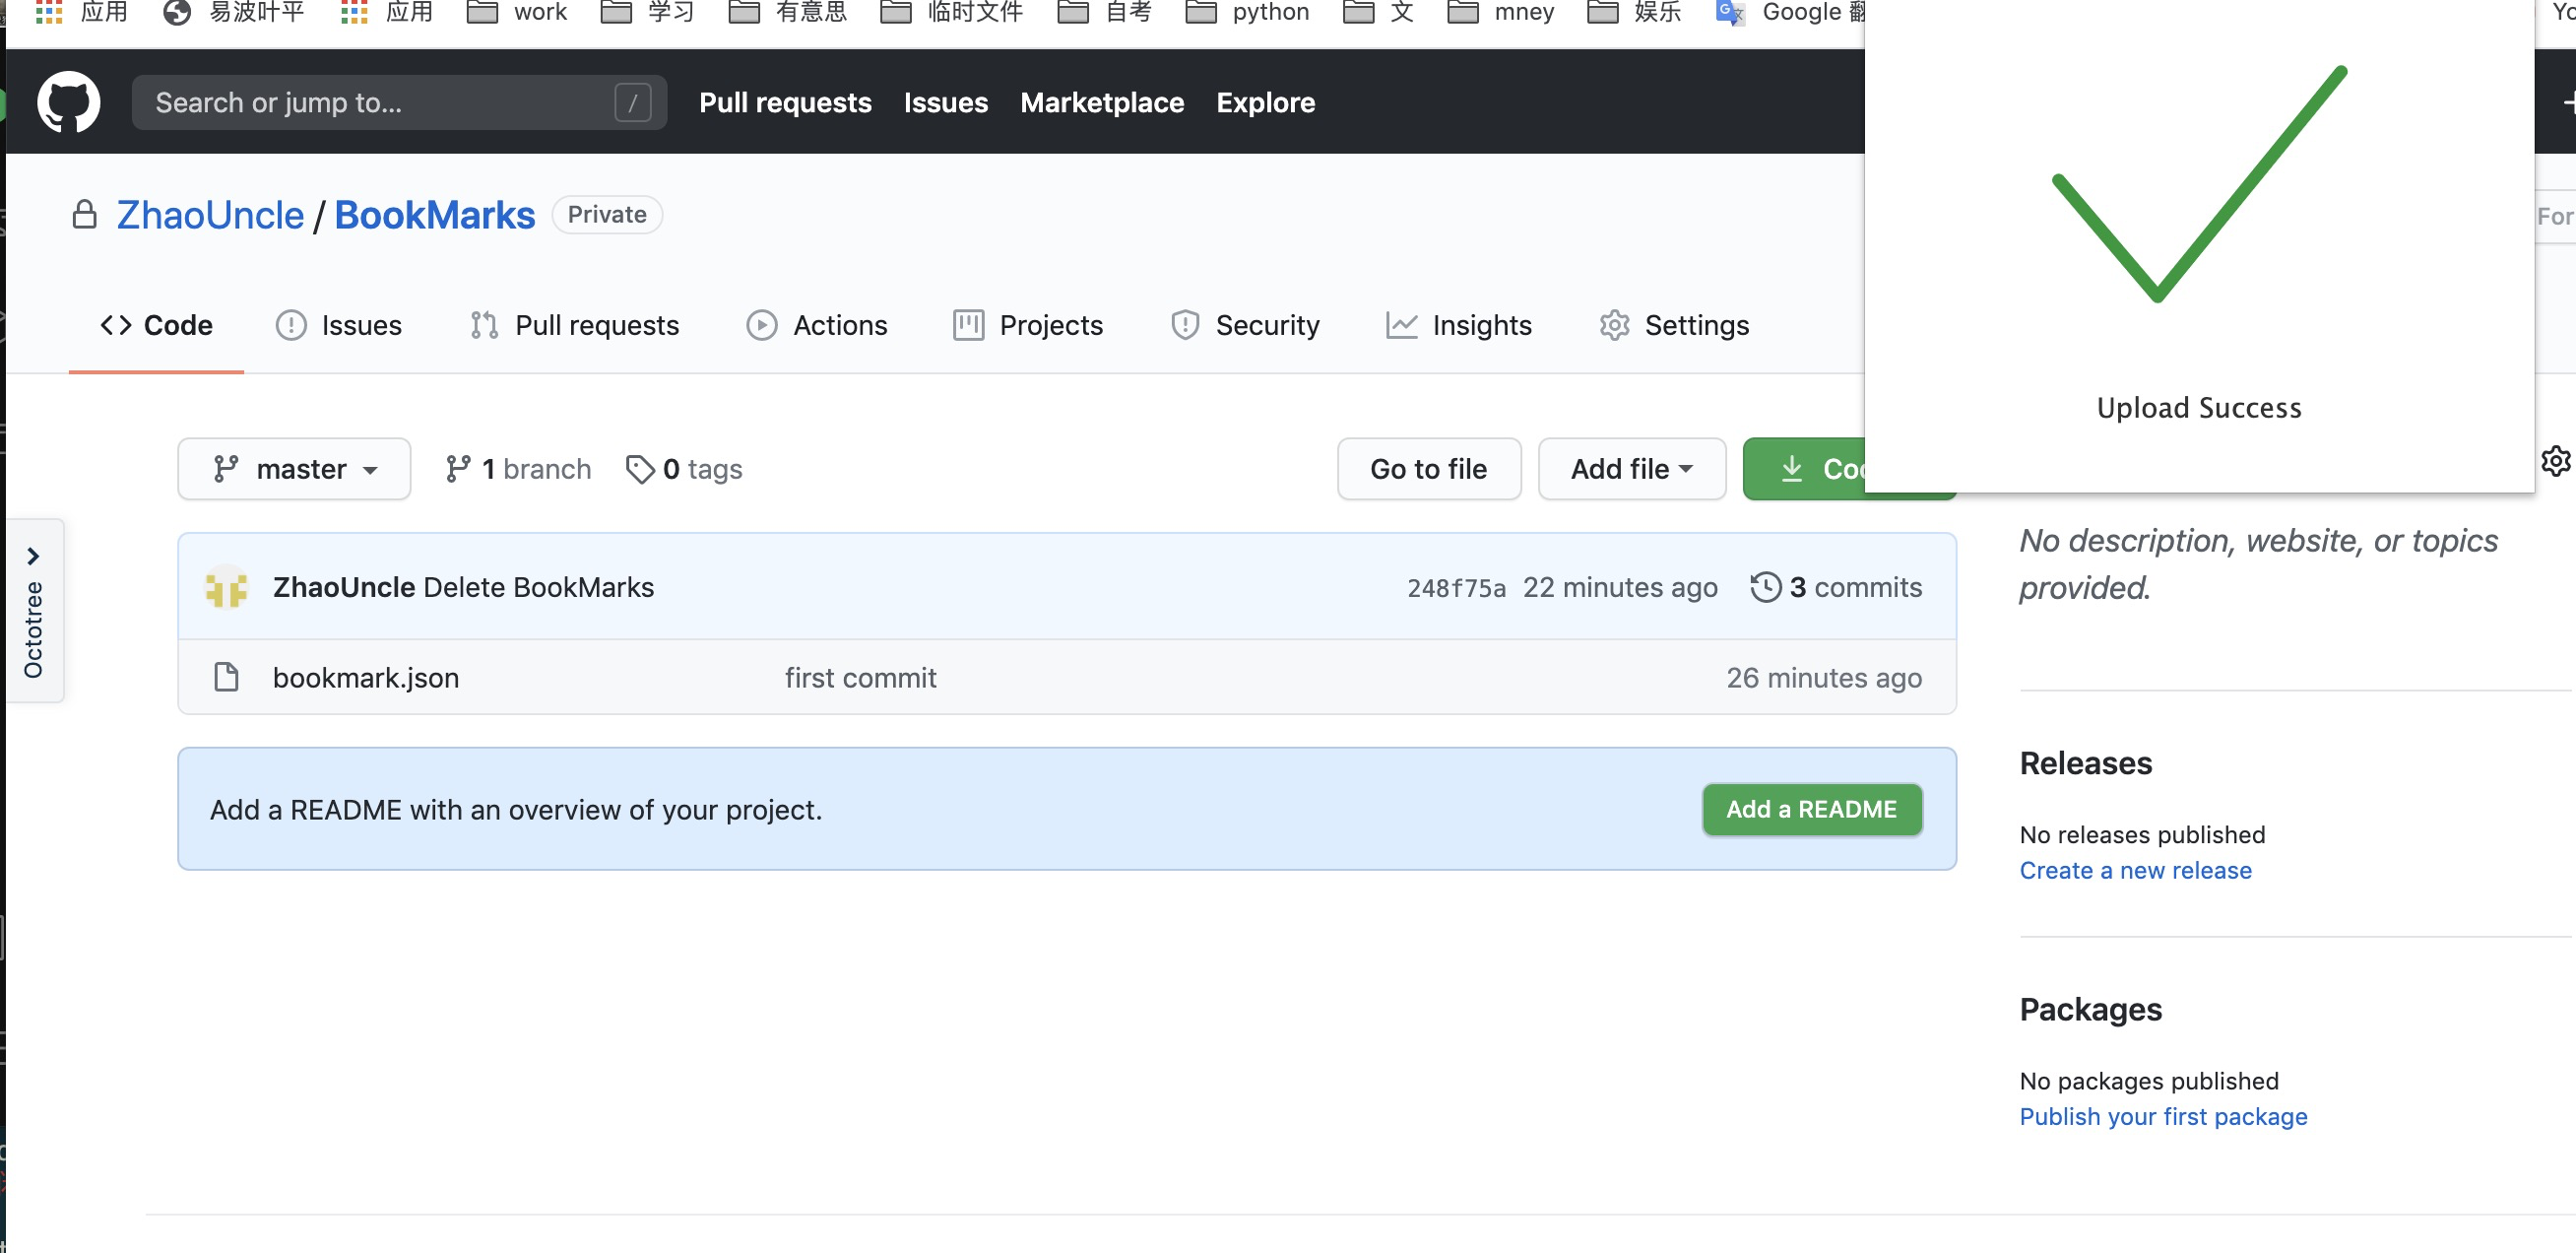 应用 易波叶平 应用 work 学习 有意思 临时文件 自考 python 文 mney 娱乐 Google
Search or jump to... / Pull requests Issues Marketplace Explore
ZhaoUncle / BookMarks Private
Code Issues Pull requests Actions Projects Security Insights Settings
Upload Success
master 1 branch 0 tags Go to file Add file
Octotree
ZhaoUncle Delete BookMarks 248f75a 22 minutes ago 3 commits
bookmark.json first commit 26 minutes ago
Add a README with an overview of your project. Add a README
No description, website, or topics
provided.
Releases
No releases published
Create a new release
Packages
No packages published
Publish your first package